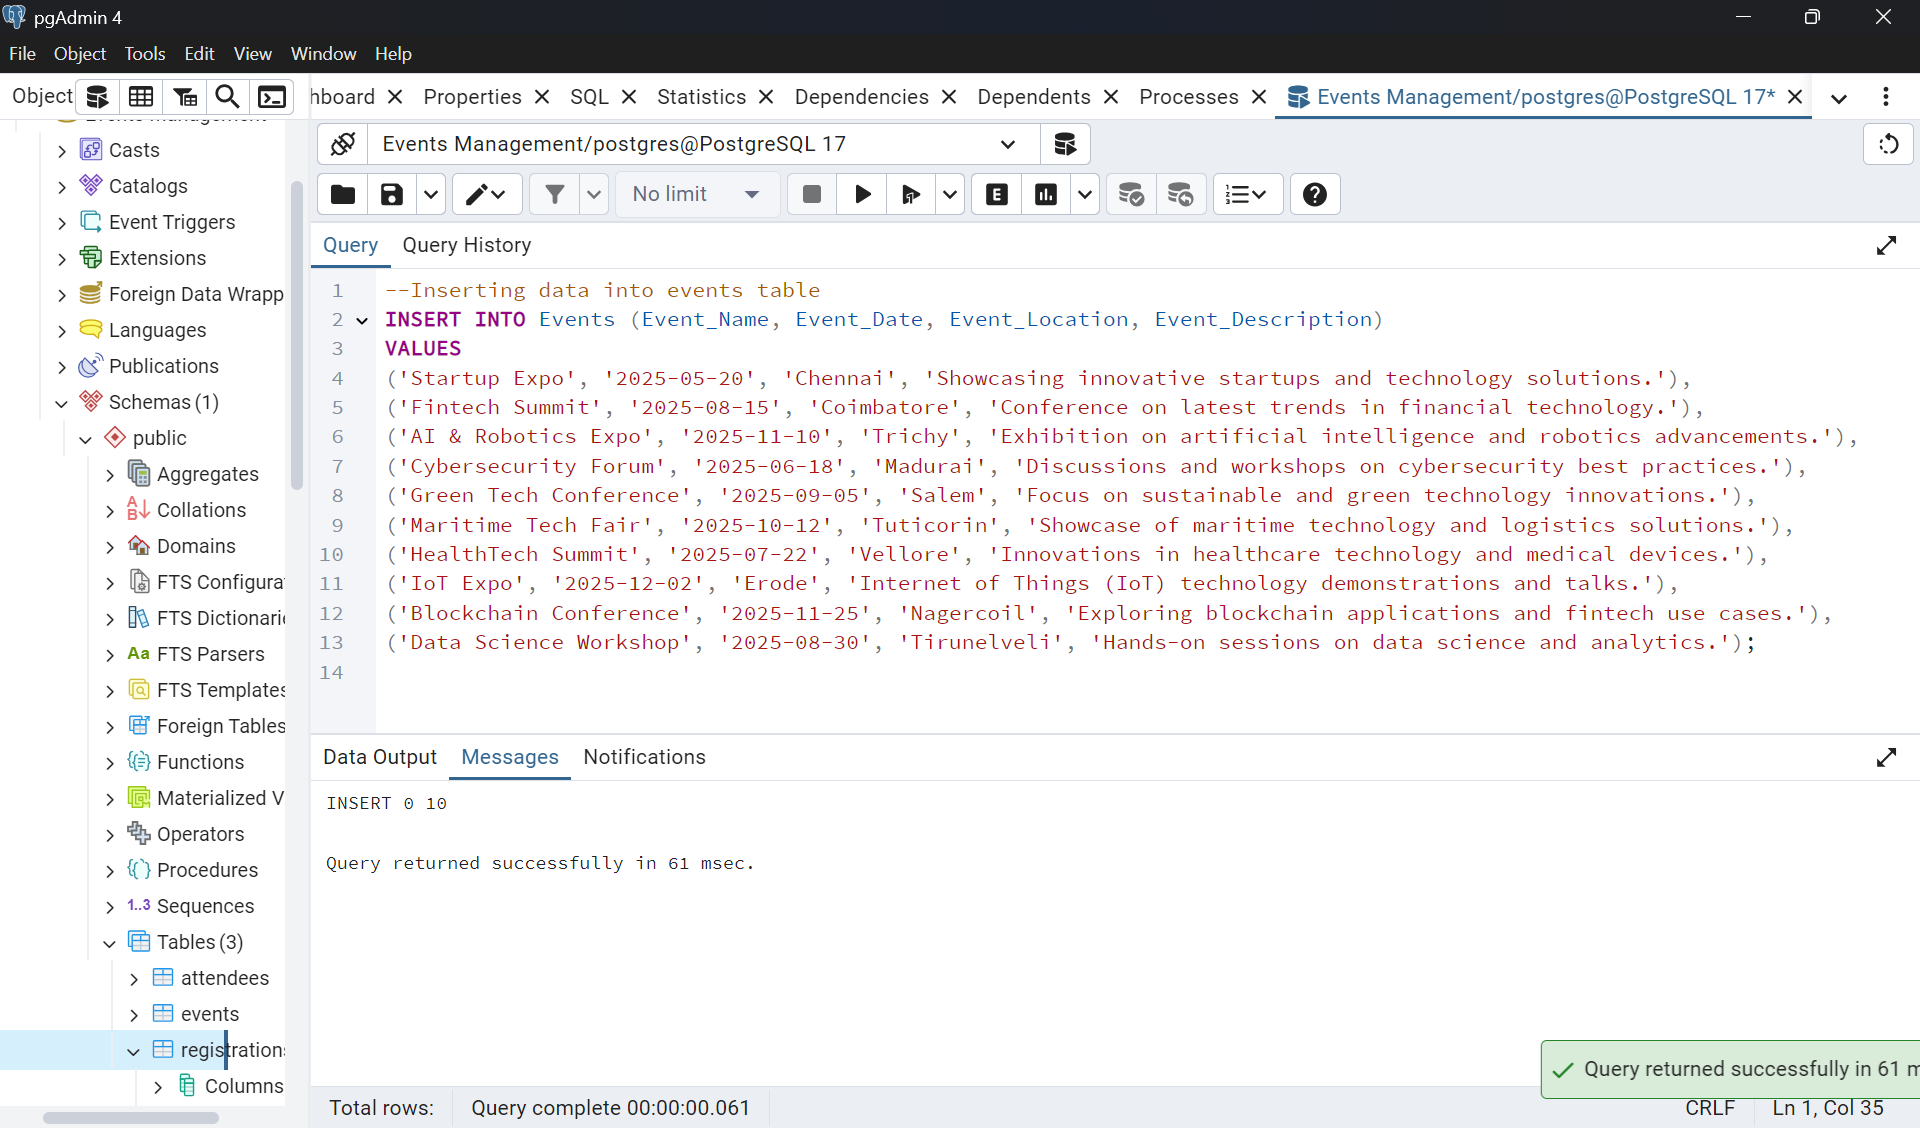 pgAdmin 4
File Object Tools Edit View Window Help
Object
hboard Properties SQL Statistics Dependencies Dependents Processes Events Management/postgres@PostgreSQL 17*
Casts
Catalogs
Event Triggers
Extensions
Foreign Data Wrapp
Languages
Publications
Schemas (1)
public
Aggregates
Collations
Domains
FTS Configura
FTS Dictionari
Aa FTS Parsers
FTS Templates
Foreign Tables
Functions
Materialized V
Operators
Procedures
1..3 Sequences
Tables (3)
attendees
events
registrations
Columns
Events Management/postgres@PostgreSQL 17
No limit
E
Query Query History
1 --Inserting data into events table
2 INSERT INTO Events (Event_Name, Event_Date, Event_Location, Event_Description)
3 VALUES
4 ('Startup Expo', '2025-05-20', 'Chennai', 'Showcasing innovative startups and technology solutions.'),
5 ('Fintech Summit', '2025-08-15', 'Coimbatore', 'Conference on latest trends in financial technology.'),
6 ('AI & Robotics Expo', '2025-11-10', 'Trichy', 'Exhibition on artificial intelligence and robotics advancements.'),
7 ('Cybersecurity Forum', '2025-06-18', 'Madurai', 'Discussions and workshops on cybersecurity best practices.'),
8 ('Green Tech Conference', '2025-09-05', 'Salem', 'Focus on sustainable and green technology innovations.'),
9 ('Maritime Tech Fair', '2025-10-12', 'Tuticorin', 'Showcase of maritime technology and logistics solutions.'),
10 ('HealthTech Summit', '2025-07-22', 'Vellore', 'Innovations in healthcare technology and medical devices.'),
11 ('IoT Expo', '2025-12-02', 'Erode', 'Internet of Things (IoT) technology demonstrations and talks.'),
12 ('Blockchain Conference', '2025-11-25', 'Nagercoil', 'Exploring blockchain applications and fintech use cases.'),
13 ('Data Science Workshop', '2025-08-30', 'Tirunelveli', 'Hands-on sessions on data science and analytics.');
14
Data Output Messages Notifications
INSERT 0 10
Query returned successfully in 61 msec.
Query returned successfully in 61 m
Total rows: Query complete 00:00:00.061 CRLF Ln 1, Col 35